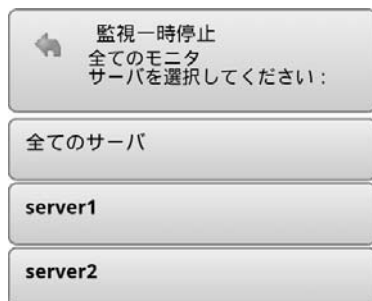 監視一時停止
全てのモニタ
サーバを選択してください：
全てのサーバ
server1
server2